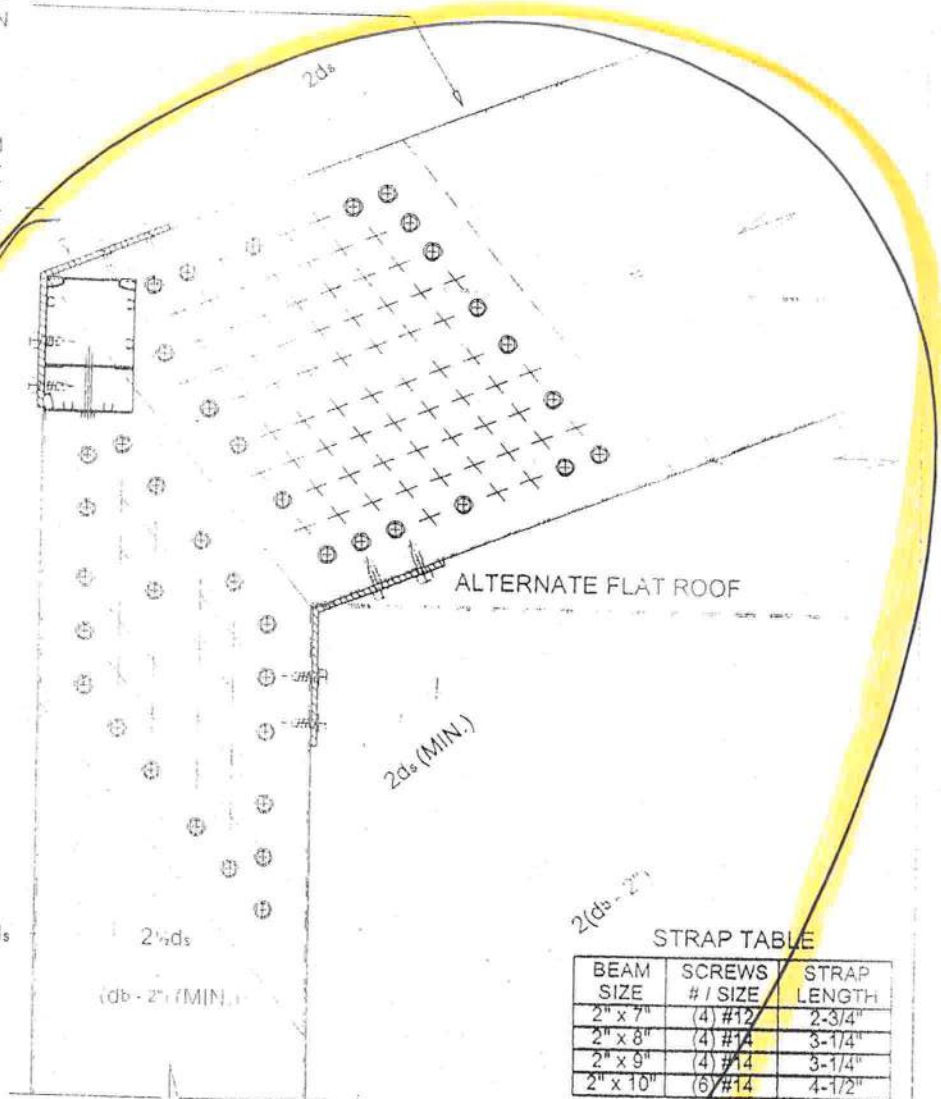 2ds
ALTERNATE FLAT ROOF
2ds (MIN.)
2½ds
(db - 2") (MIN.)
2(db - 2")
STRAP TABLE
BEAM SIZE SCREWS # / SIZE STRAP LENGTH
2" x 7" (4) #12 2-3/4"
2" x 8" (4) #14 3-1/4"
2" x 9" (4) #14 3-1/4"
2" x 10" (6) #14 4-1/2"